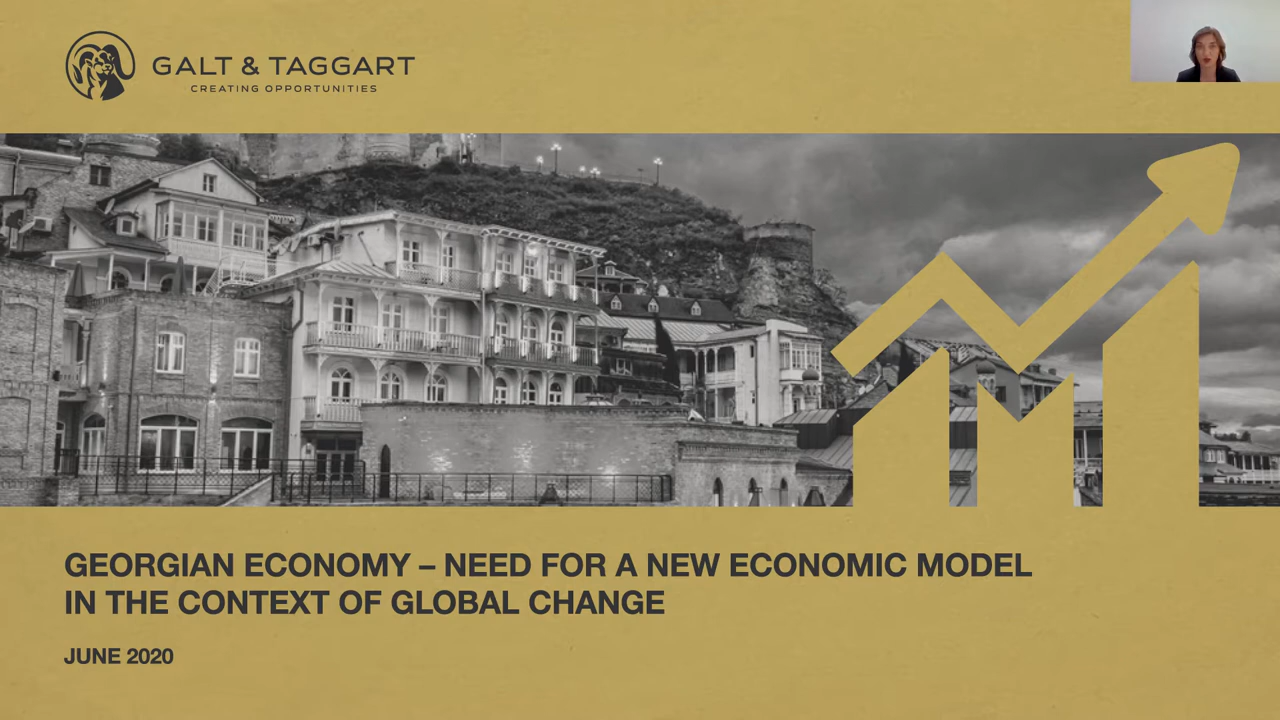 GALT & TAGGART
CREATING OPPORTUNITIES
GEORGIAN ECONOMY – NEED FOR A NEW ECONOMIC MODEL
IN THE CONTEXT OF GLOBAL CHANGE
JUNE 2020